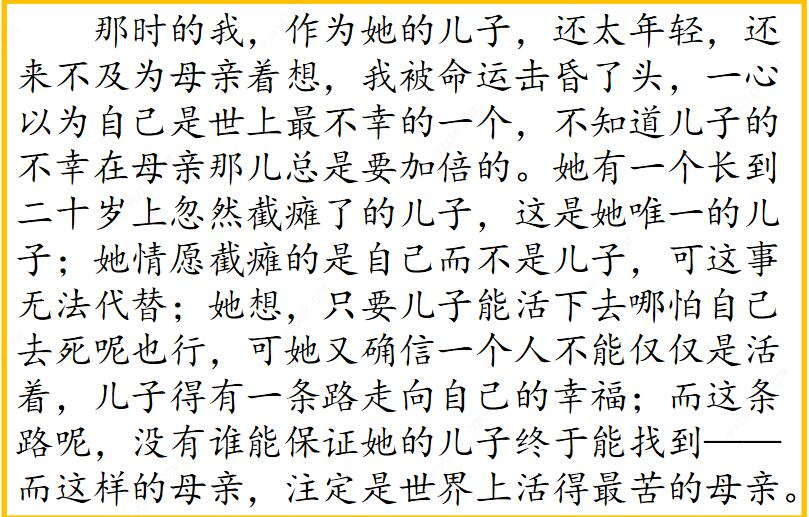 那时的我，作为她的儿子，还太年轻，还
来不及为母亲着想，我被命运击昏了头，一心
以为自己是世上最不幸的一个，不知道儿子的
不幸在母亲那儿总是要加倍的。她有一个长到
二十岁上忽然截瘫了的儿子，这是她唯一的儿
子；她情愿截瘫的是自己而不是儿子，可这事
无法代替；她想，只要儿子能活下去哪怕自己
去死呢也行，可她又确信一个人不能仅仅是活
着，儿子得有一条路走向自己的幸福；而这条
路呢，没有谁能保证她的儿子终于能找到——
而这样的母亲，注定是世界上活得最苦的母亲。